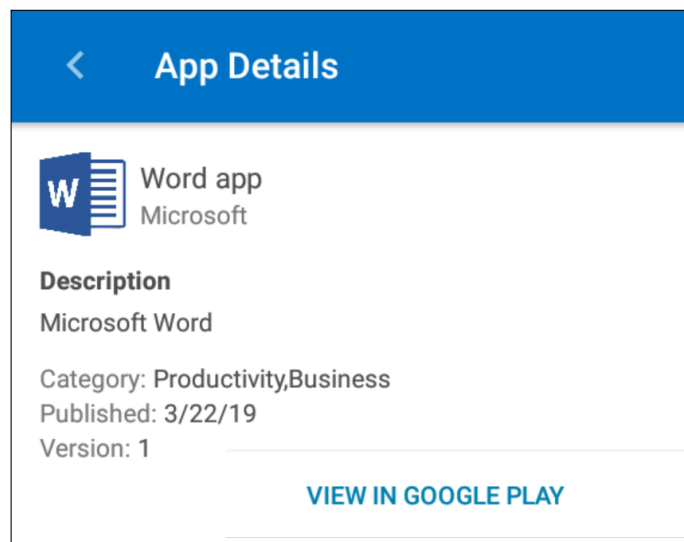 App Details
W
Word app
Microsoft
Description
Microsoft Word
Category: Productivity,Business
Published: 3/22/19
Version: 1
VIEW IN GOOGLE PLAY